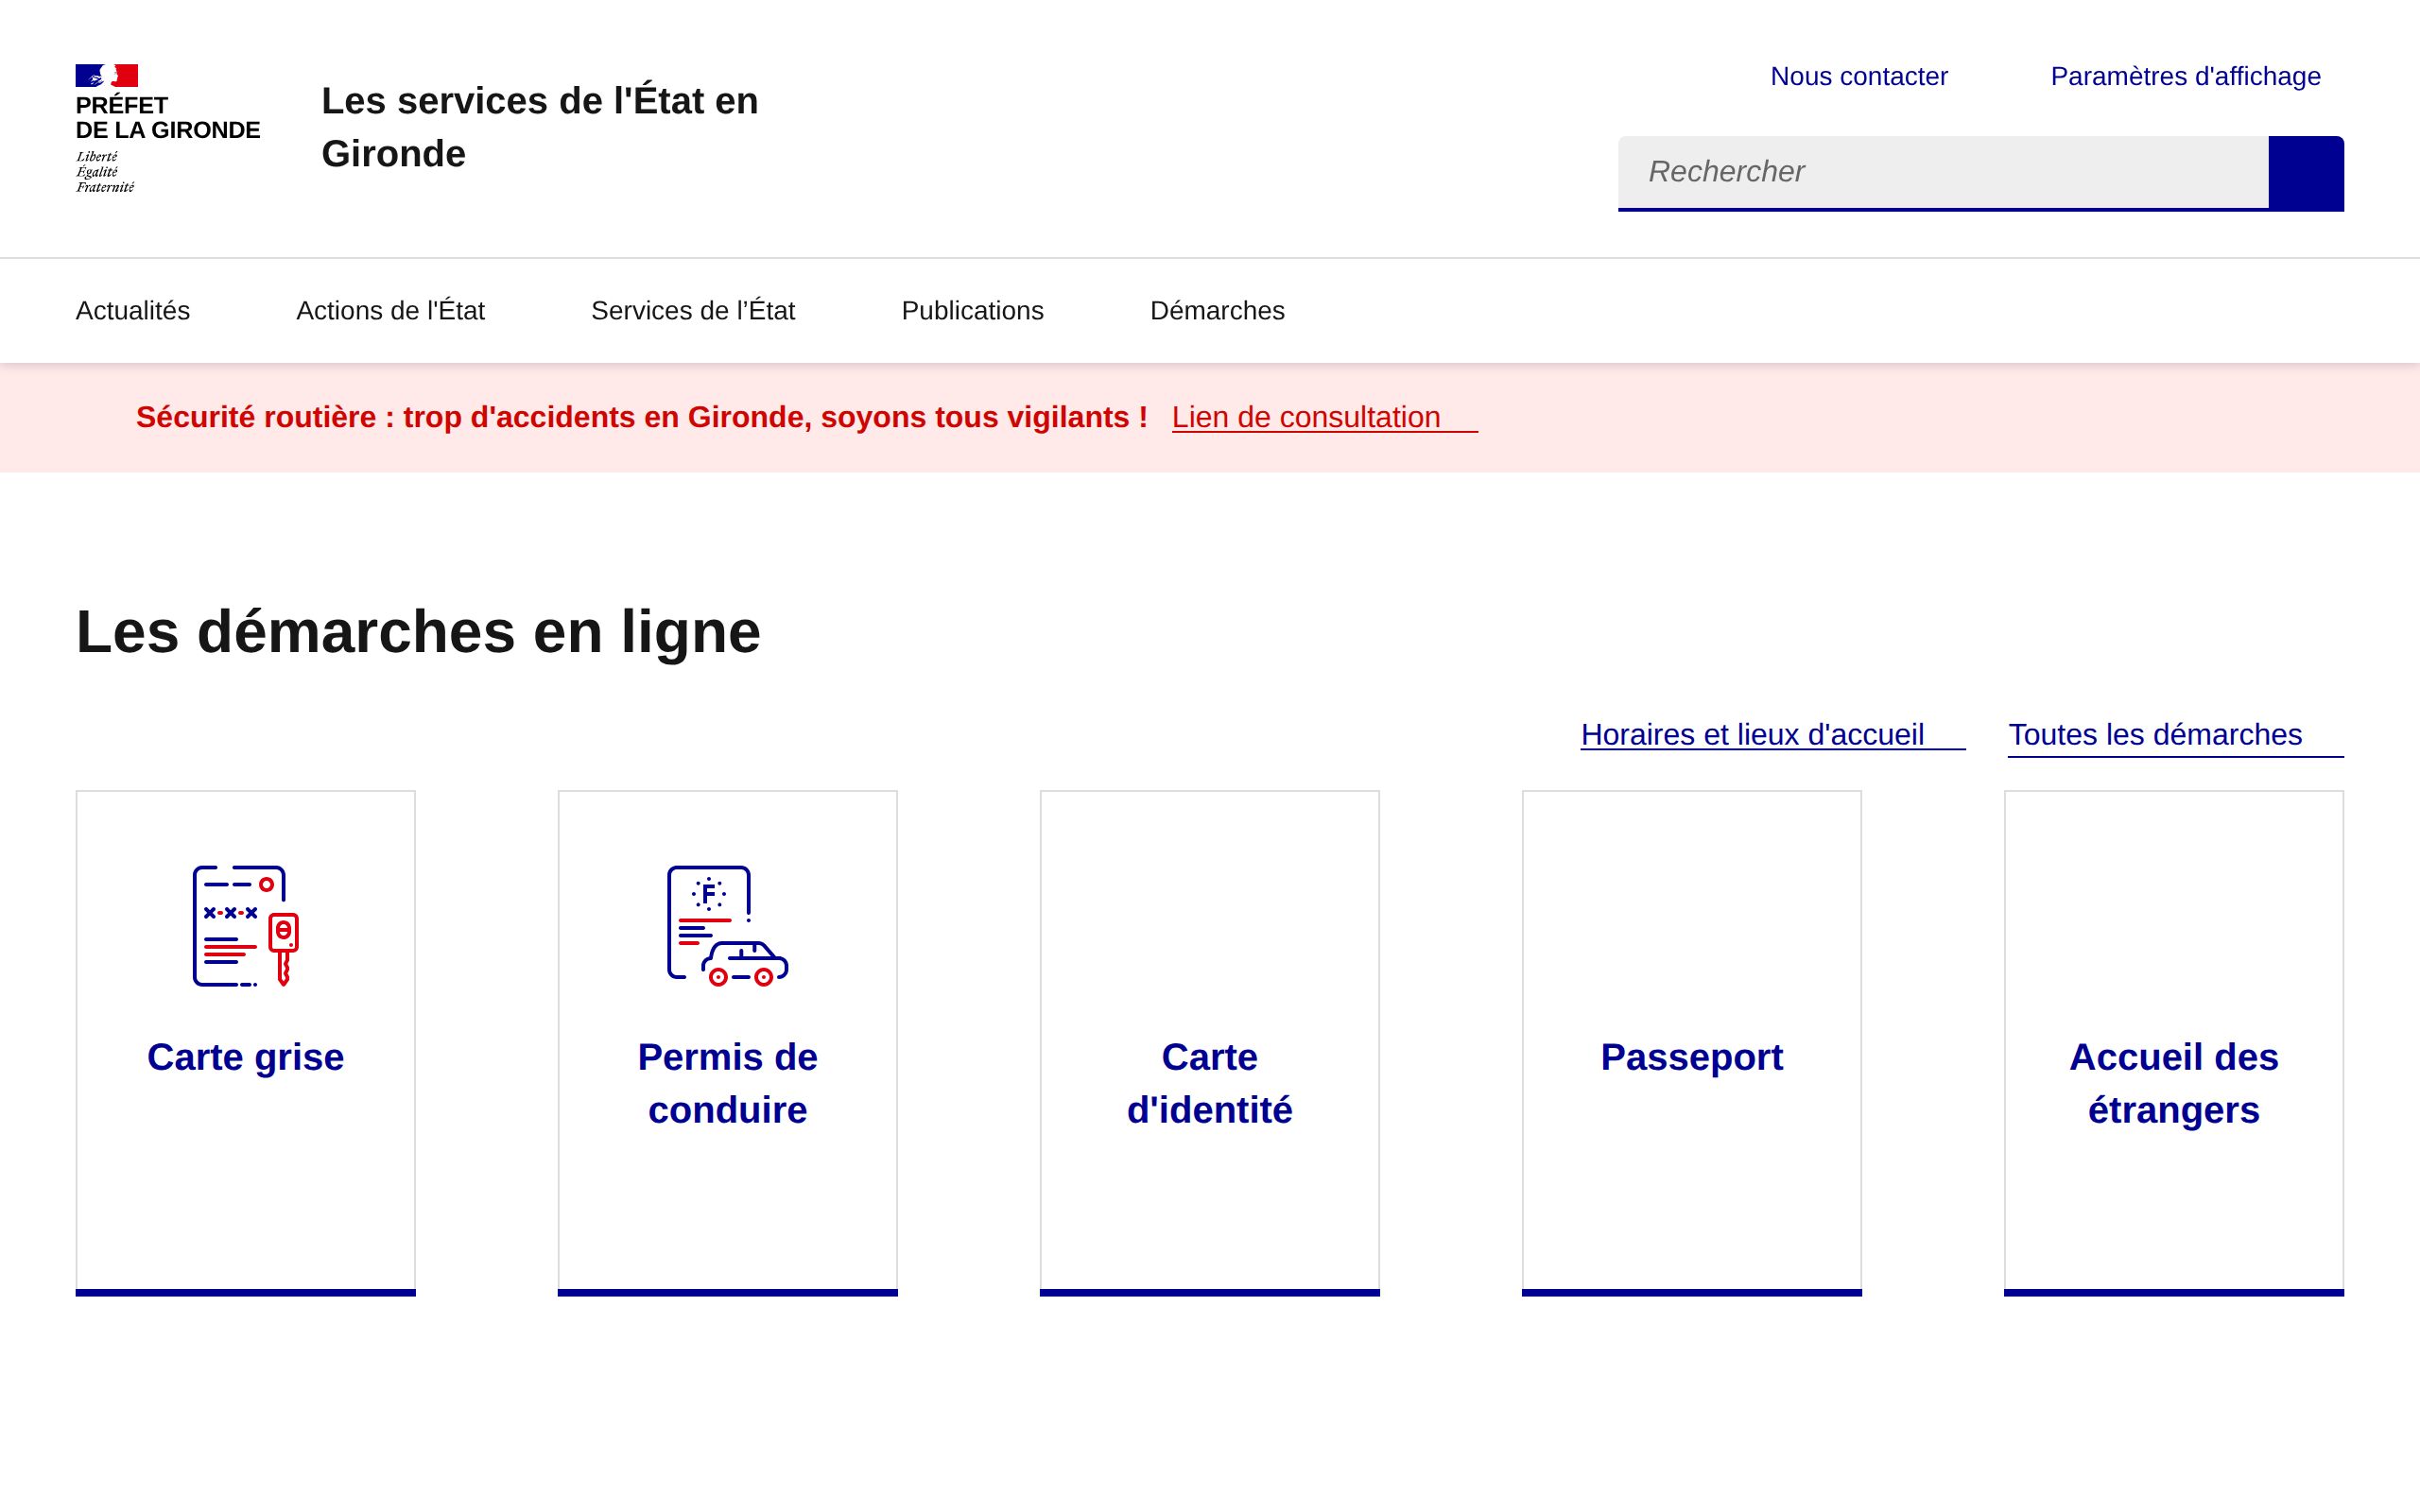 PRÉFET
DE LA GIRONDE
Liberté
Égalité
Fraternité
Les services de l'État en
Gironde
Nous contacter
Paramètres d'affichage
Rechercher
Actualités
Actions de l'État
Services de l’État
Publications
Démarches
Sécurité routière : trop d'accidents en Gironde, soyons tous vigilants ! Lien de consultation
Les démarches en ligne
Horaires et lieux d'accueil
Toutes les démarches
F
Carte grise
Permis de
conduire
Carte
d'identité
Passeport
Accueil des
étrangers